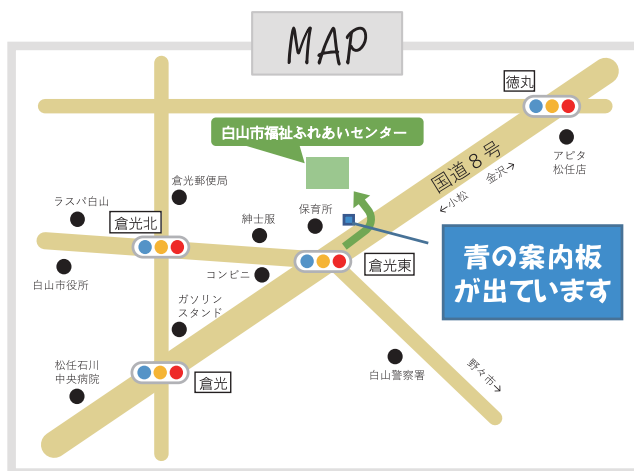 MAP
徳丸
白山市福祉ふれあいセンター
国道8号
金沢→
←小松
アピタ
松任店
倉光郵便局
ラスパ白山
倉光北
紳士服
保育所
倉光東
青の案内板
が出ています
白山市役所
コンビニ
ガソリン
スタンド
松任石川
中央病院
倉光
白山警察署
野々市→